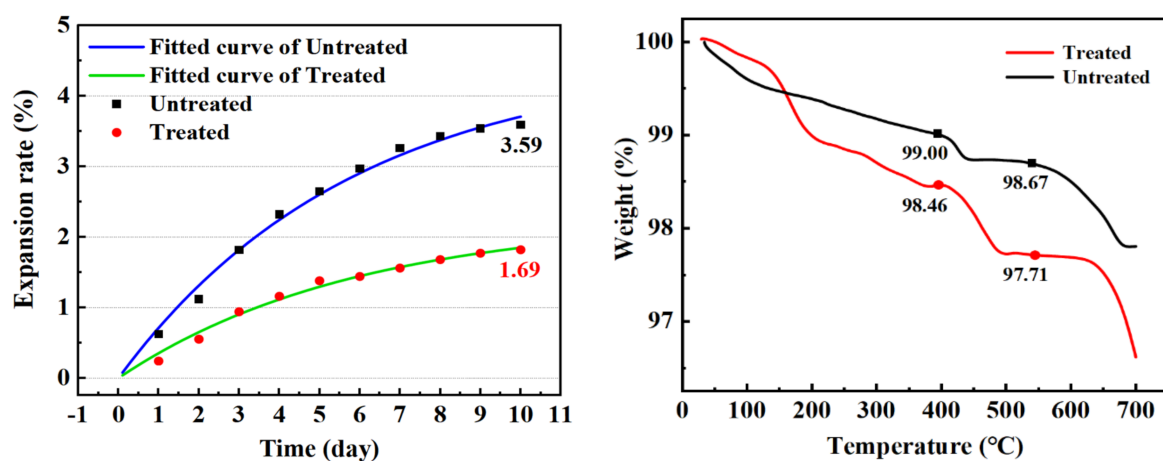 5
4
3
2
1
0
Expansion rate (%)
Fitted curve of Untreated
Fitted curve of Treated
Untreated
Treated
3.59
1.69
-1 0 1 2 3 4 5 6 7 8 9 10 11
Time (day)
100
99
98
97
Weight (%)
Treated
Untreated
99.00
98.46
98.67
97.71
0 100 200 300 400 500 600 700
Temperature (°C)